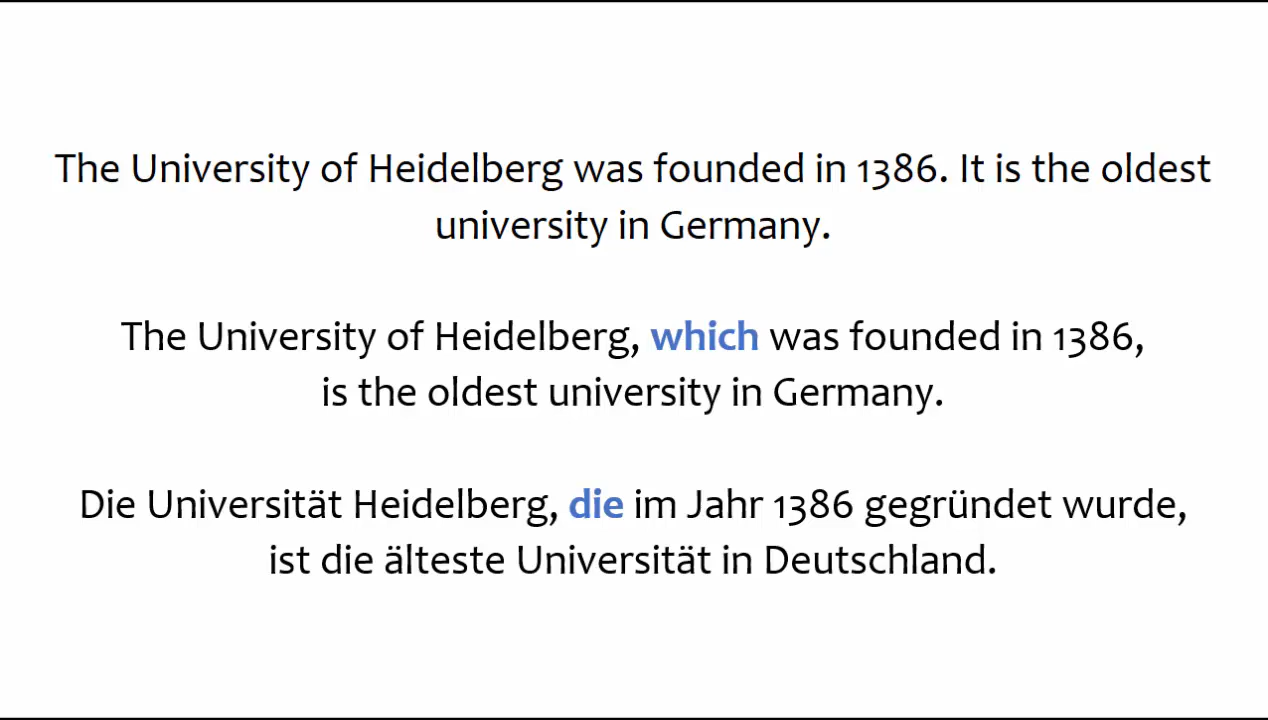 The University of Heidelberg was founded in 1386. It is the oldest
university in Germany.
The University of Heidelberg, which was founded in 1386,
is the oldest university in Germany.
Die Universität Heidelberg, die im Jahr 1386 gegründet wurde,
ist die älteste Universität in Deutschland.